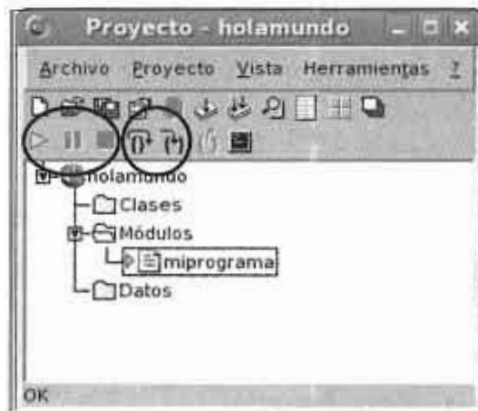 Proyecto - holamundo
Archivo Proyecto Vista Herramientas ?
holamundo
Clases
Módulos
miprograma
Datos
OK